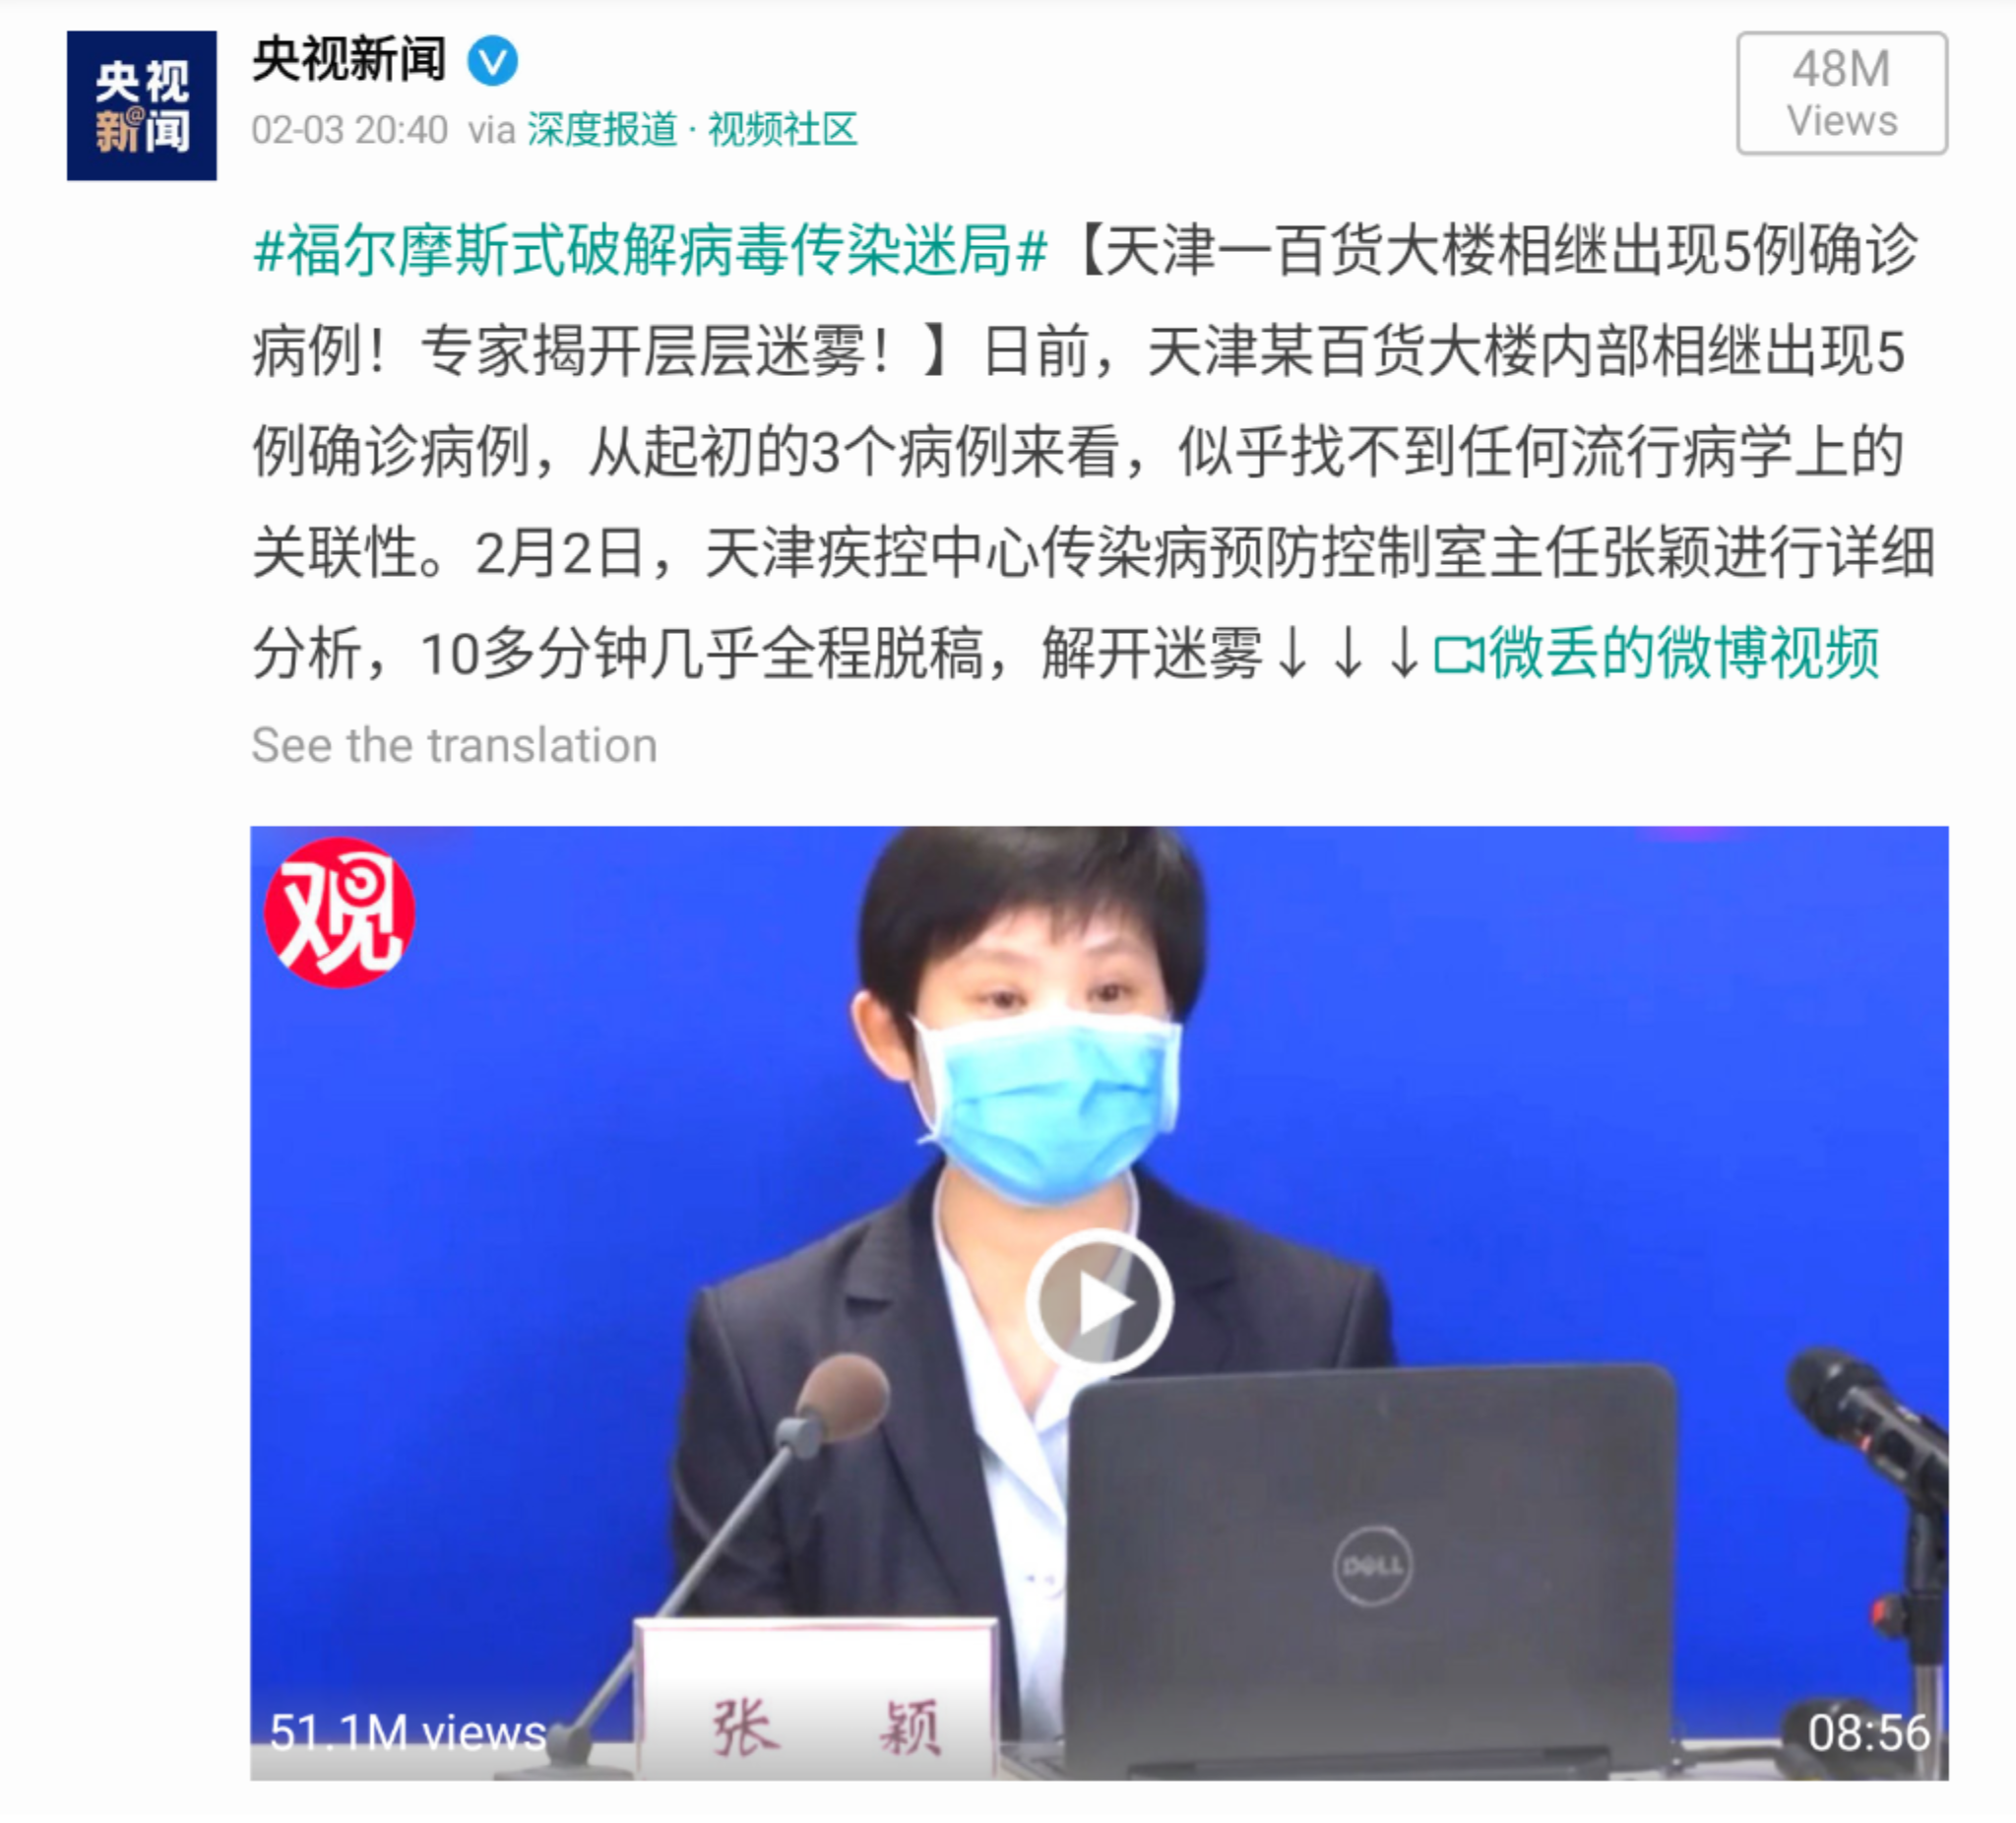 央视
新@闻
央视新闻
02-03 20:40 via 深度报道 · 视频社区
48M
Views
#福尔摩斯式破解病毒传染迷局#【天津一百货大楼相继出现5例确诊
病例！专家揭开层层迷雾！】日前，天津某百货大楼内部相继出现5
例确诊病例，从起初的3个病例来看，似乎找不到任何流行病学上的
关联性。2月2日，天津疾控中心传染病预防控制室主任张颖进行详细
分析，10多分钟几乎全程脱稿，解开迷雾↓↓↓微丢的微博视频
See the translation
观
DELL
张 颖
51.1M views
08:56